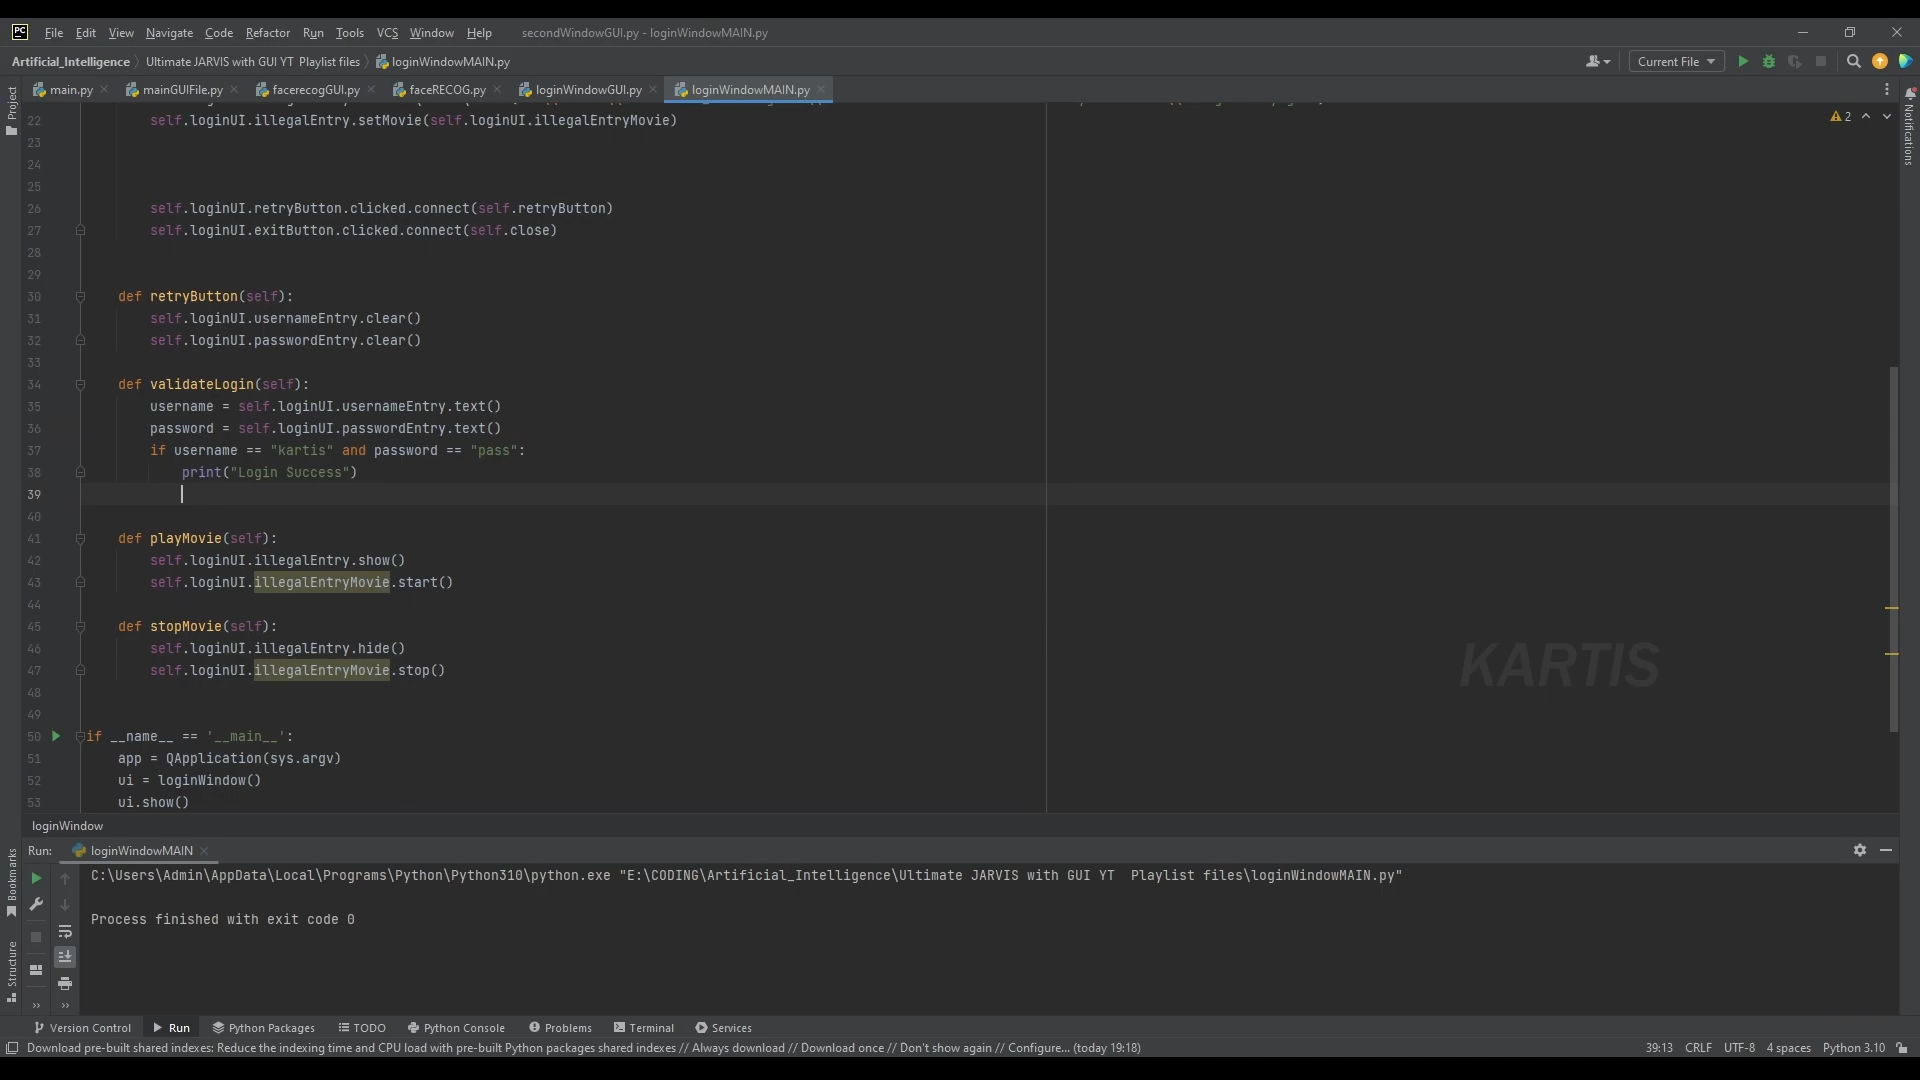 PC File Edit View Navigate Code Refactor Run Tools VCS Window Help secondWindowGUI.py - loginWindowMAIN.py
Artificial_Intelligence Ultimate JARVIS with GUI YT Playlist files loginWindowMAIN.py Current File
Project main.py mainGUIFile.py facerecogGUI.py faceRECOG.py loginWindowGUI.py loginWindowMAIN.py
Notifications
2
22 self.loginUI.illegalEntry.setMovie(self.loginUI.illegalEntryMovie)
23
24
25
26 self.loginUI.retryButton.clicked.connect(self.retryButton)
27 self.loginUI.exitButton.clicked.connect(self.close)
28
29
30 def retryButton(self):
31 self.loginUI.usernameEntry.clear()
32 self.loginUI.passwordEntry.clear()
33
34 def validateLogin(self):
35 username = self.loginUI.usernameEntry.text()
36 password = self.loginUI.passwordEntry.text()
37 if username == "kartis" and password == "pass":
38 print("Login Success")
39
40
41 def playMovie(self):
42 self.loginUI.illegalEntry.show()
43 self.loginUI.illegalEntryMovie.start()
44
45 def stopMovie(self):
46 self.loginUI.illegalEntry.hide()
47 self.loginUI.illegalEntryMovie.stop()
48
49
50 if __name__ == '__main__':
51 app = QApplication(sys.argv)
52 ui = loginWindow()
53 ui.show()
KARTIS
loginWindow
Run: loginWindowMAIN
C:\Users\Admin\AppData\Local\Programs\Python\Python310\python.exe "E:\CODING\Artificial_Intelligence\Ultimate JARVIS with GUI YT  Playlist files\loginWindowMAIN.py"
Process finished with exit code 0
Bookmarks
Structure
Version Control Run Python Packages TODO Python Console Problems Terminal Services
Download pre-built shared indexes: Reduce the indexing time and CPU load with pre-built Python packages shared indexes // Always download // Download once // Don't show again // Configure... (today 19:18) 39:13 CRLF UTF-8 4 spaces Python 3.10